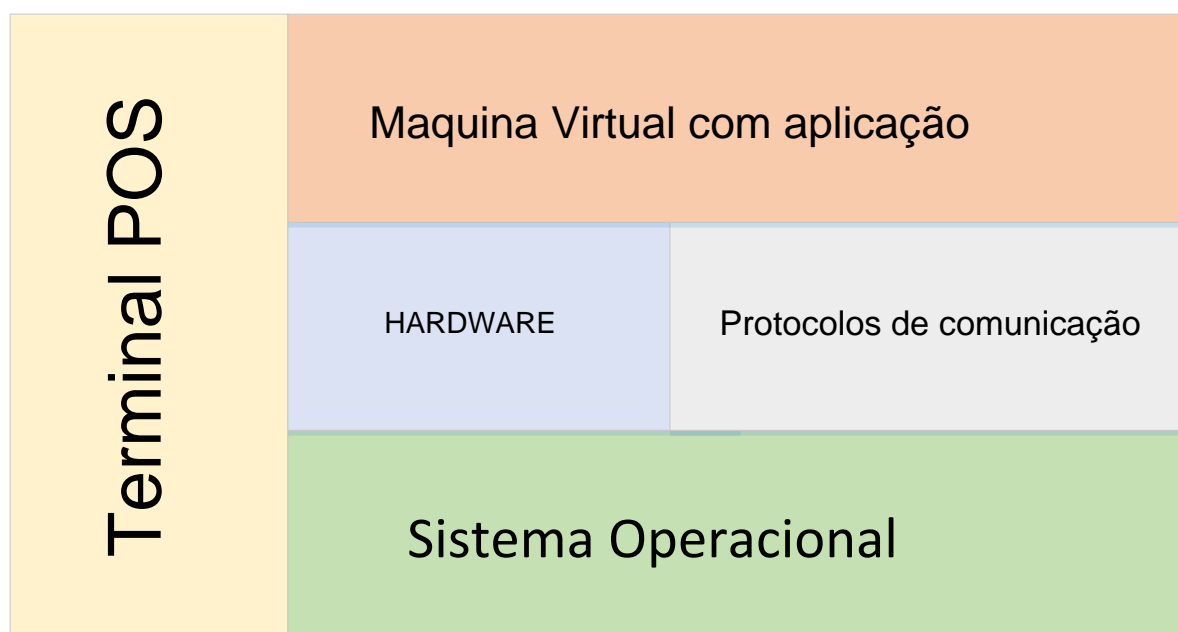 Terminal POS
Maquina Virtual com aplicação
HARDWARE
Protocolos de comunicação
Sistema Operacional